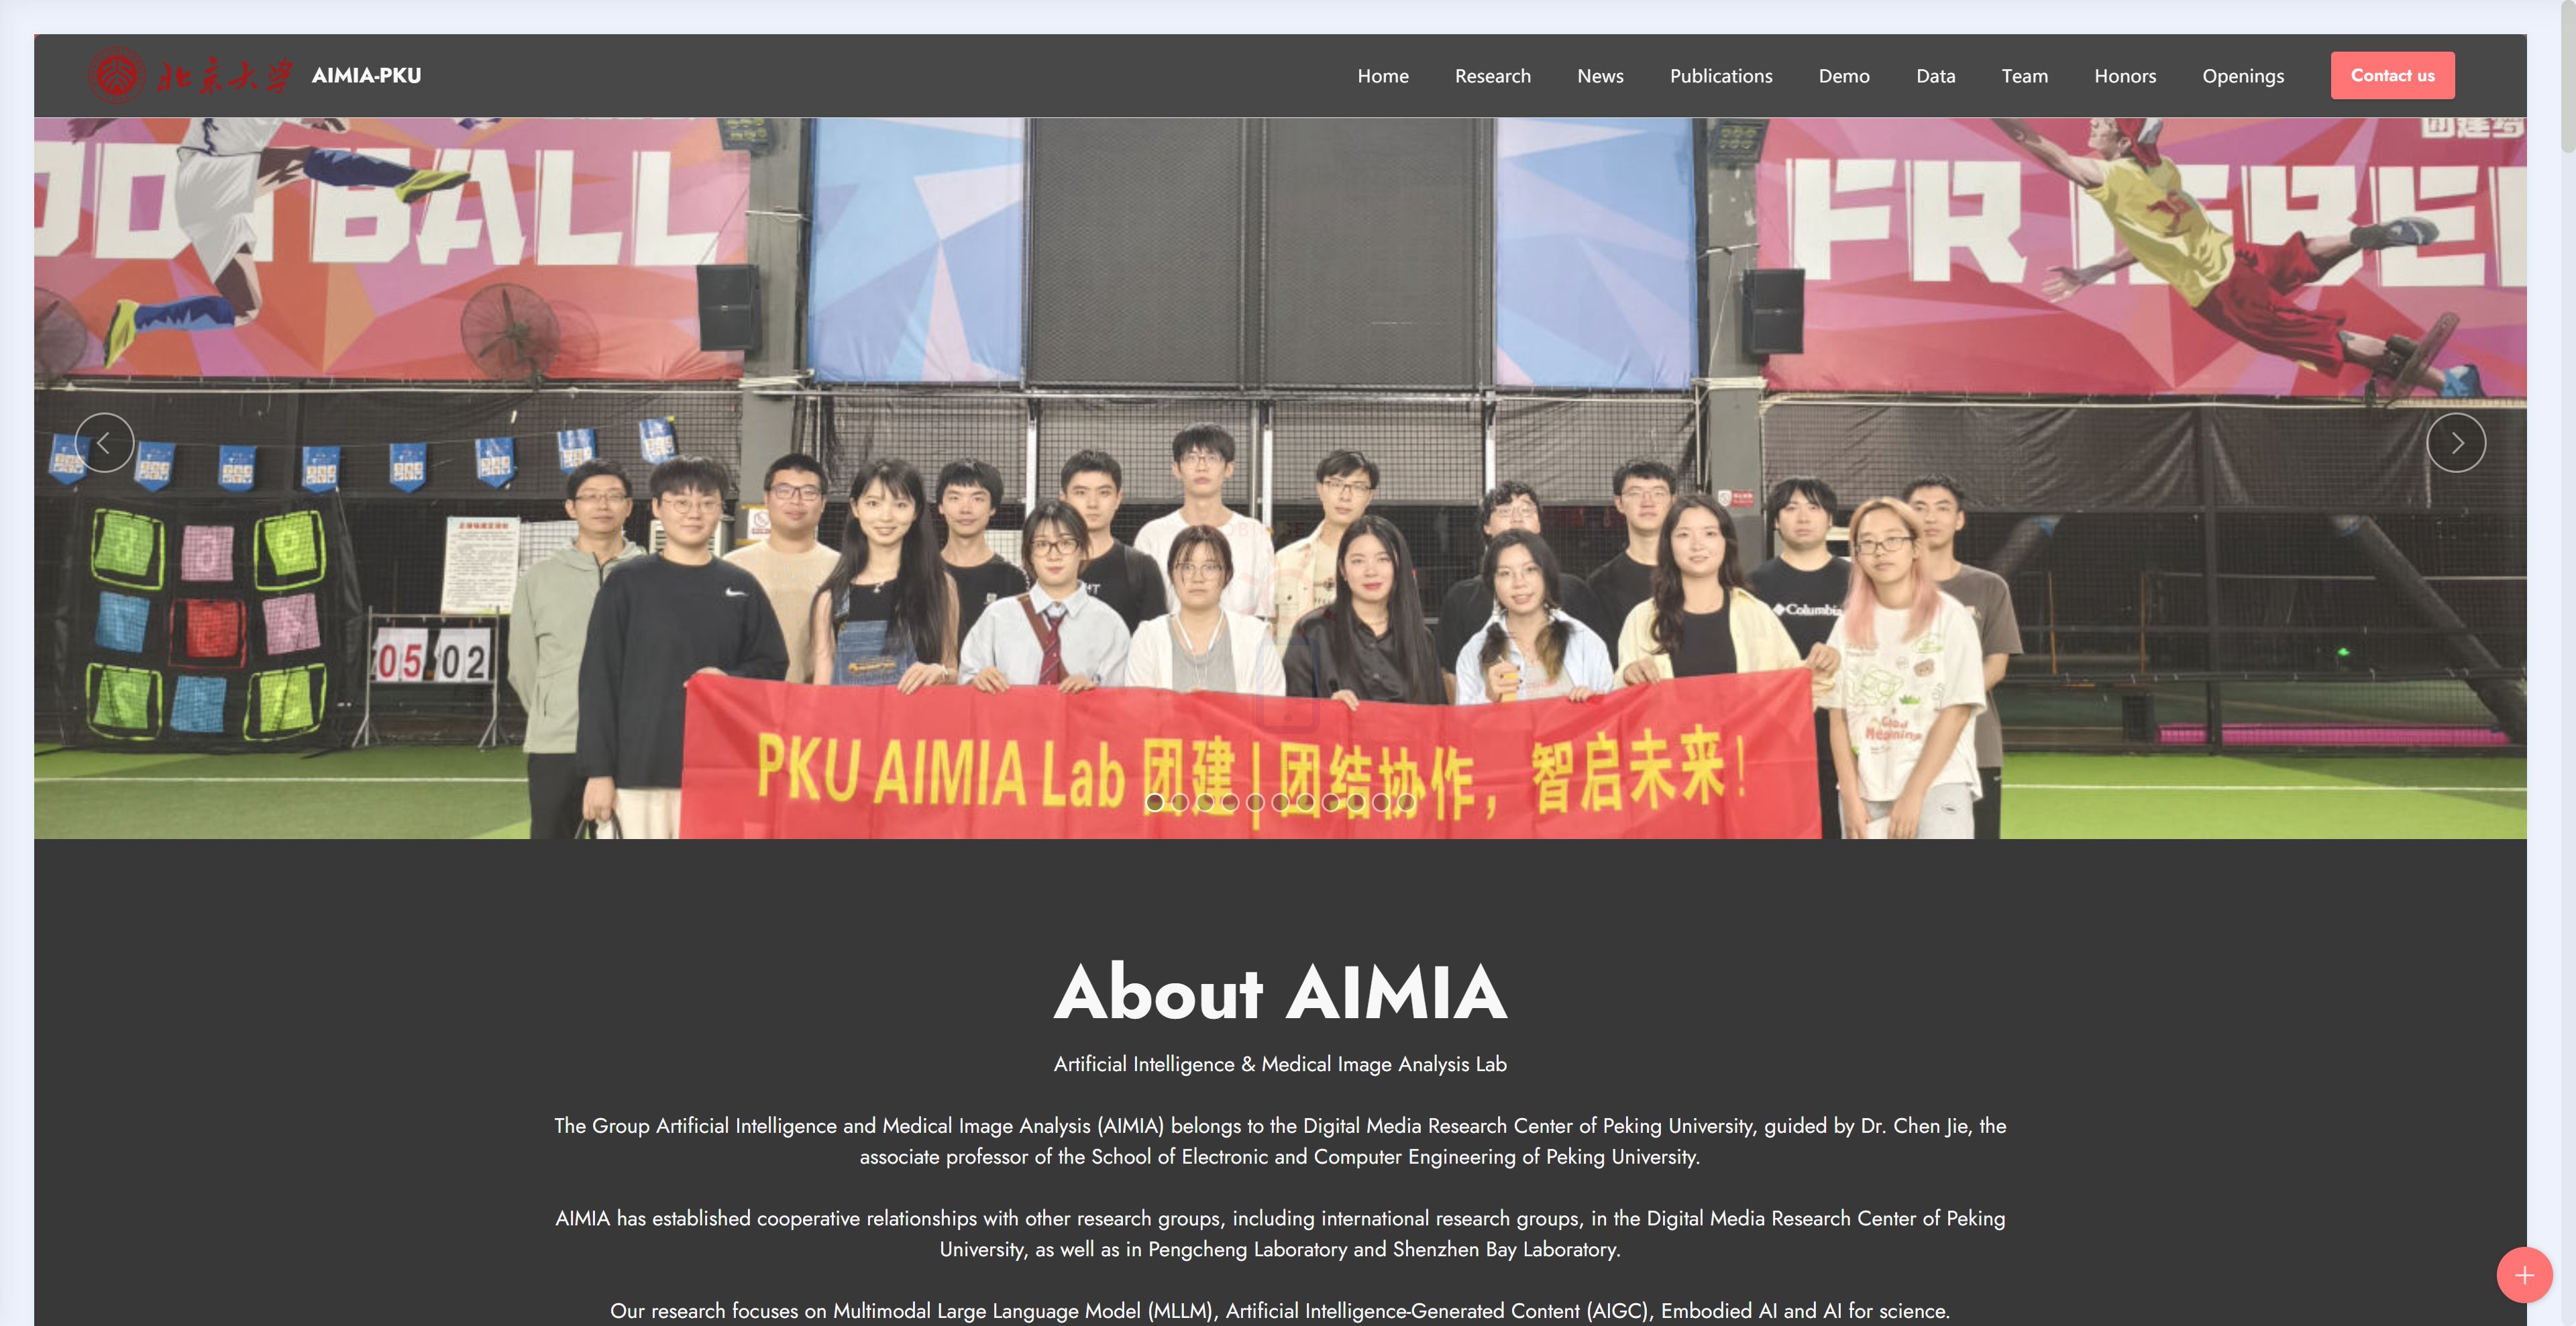 北京大学 AIMIA-PKU
Home Research News Publications Demo Data Team Honors Openings Contact us
FOOTBALL
FRISBEE
05 02
Columbia
Glad
PKU AIMIA Lab 团建|团结协作，智启未来！
About AIMIA
Artificial Intelligence & Medical Image Analysis Lab
The Group Artificial Intelligence and Medical Image Analysis (AIMIA) belongs to the Digital Media Research Center of Peking University, guided by Dr. Chen Jie, the
associate professor of the School of Electronic and Computer Engineering of Peking University.
AIMIA has established cooperative relationships with other research groups, including international research groups, in the Digital Media Research Center of Peking
University, as well as in Pengcheng Laboratory and Shenzhen Bay Laboratory.
Our research focuses on Multimodal Large Language Model (MLLM), Artificial Intelligence-Generated Content (AIGC), Embodied AI and AI for science.